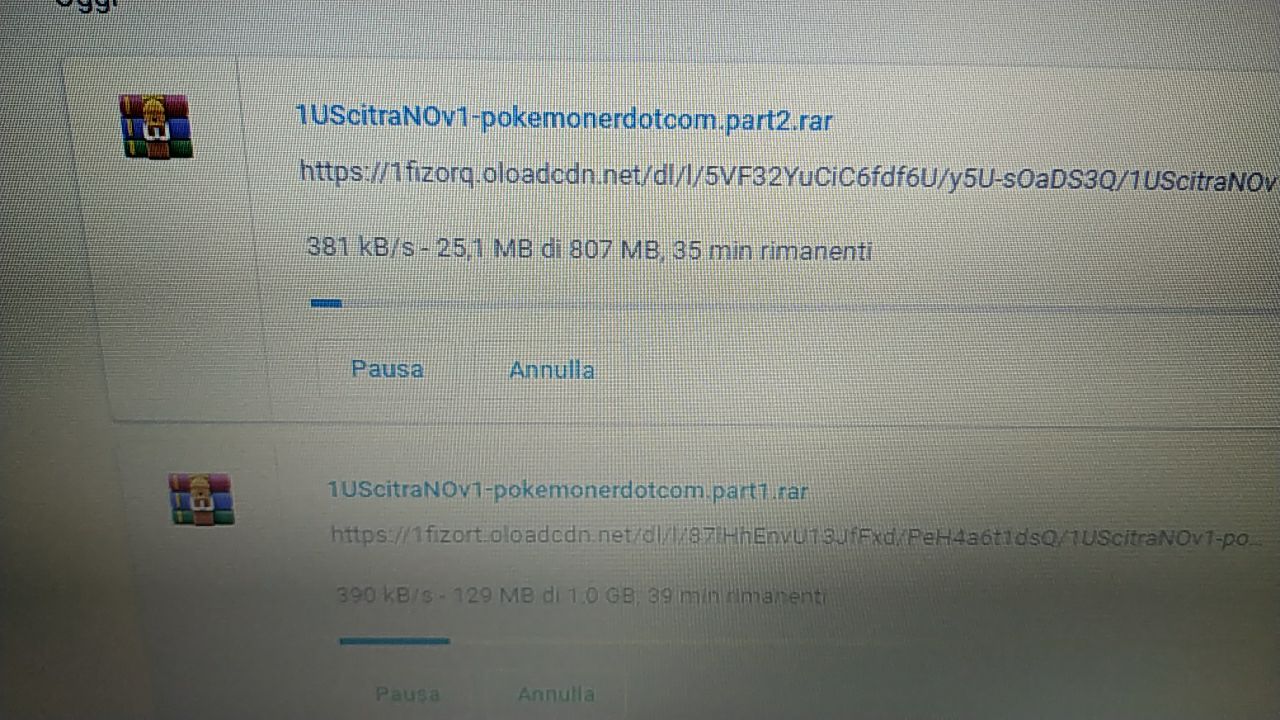 Oggi
1UScitraNOv1-pokemonerdotcom.part2.rar
https://1fizorq.oloadcdn.net/dl/l/5VF32YuCiC6fdf6U/y5U-sOaDS3Q/1UScitraNOv
381 kB/s - 25,1 MB di 807 MB, 35 min rimanenti
Pausa Annulla
1UScitraNOv1-pokemonerdotcom.part1.rar
https://1fizort.oloadcdn.net/dl/l/87lHhEnvU13JfFxd/PeH4a6t1dsQ/1UScitraNOv1-po...
390 kB/s - 129 MB di 1,0 GB, 39 min rimanenti
Pausa Annulla